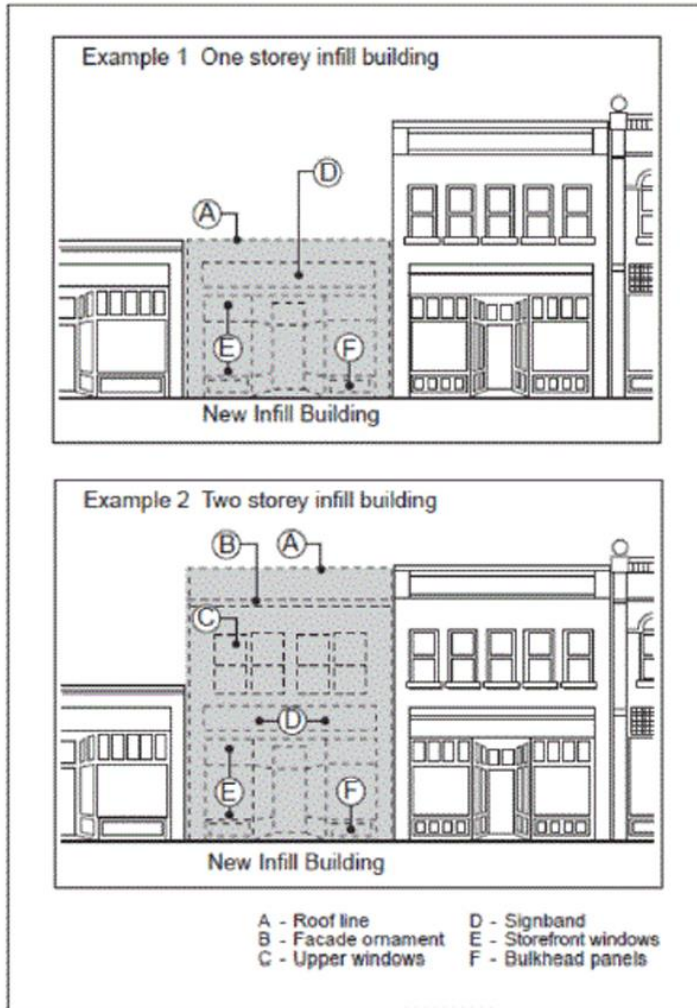 Example 1 One storey infill building
D
A
E
F
New Infill Building
Example 2 Two storey infill building
B
A
C
D
E
F
New Infill Building
A - Roof line
B - Facade ornament
C - Upper windows
D - Signband
E - Storefront windows
F - Bulkhead panels